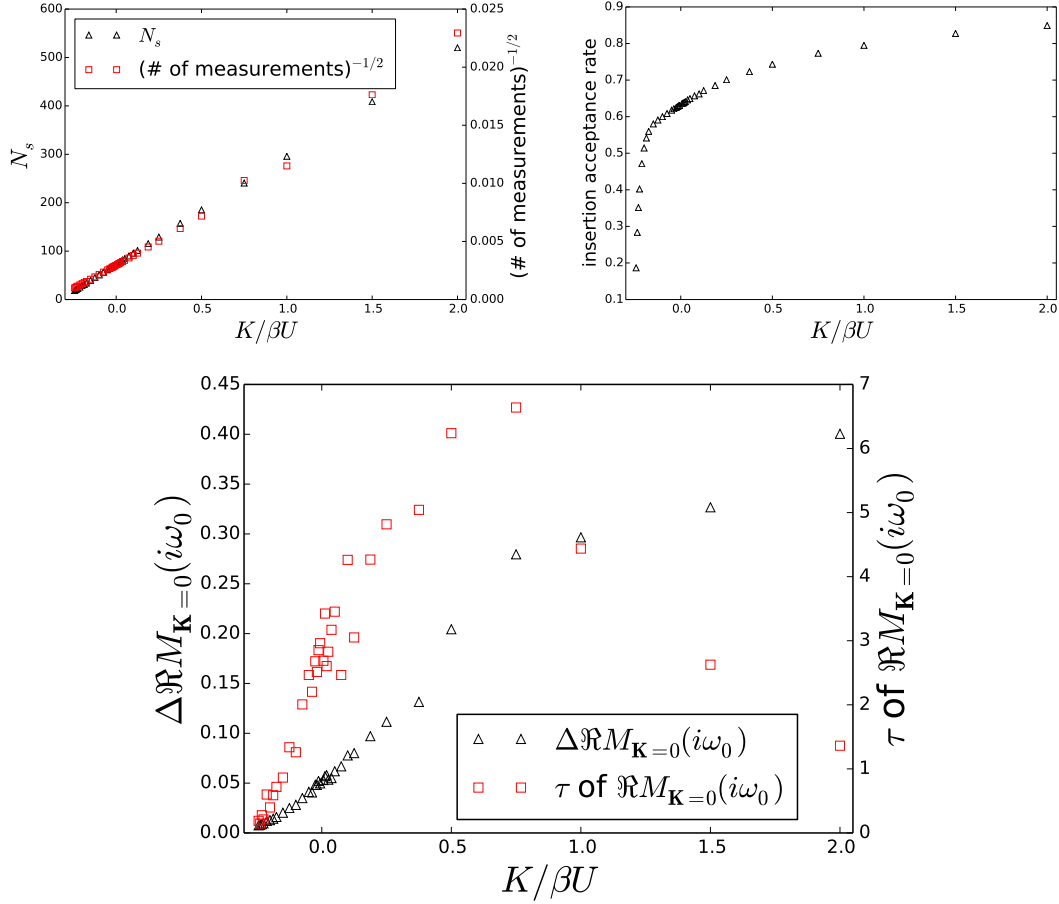 600
500
400
300
200
100
0
N_s
0.0 0.5 1.0 1.5 2.0
K/βU
0.025
0.020
0.015
0.010
0.005
0.000
(# of measurements)^{-1/2}
N_s
(# of measurements)^{-1/2}
0.9
0.8
0.7
0.6
0.5
0.4
0.3
0.2
0.1
insertion acceptance rate
0.0 0.5 1.0 1.5 2.0
K/βU
0.45
0.40
0.35
0.30
0.25
0.20
0.15
0.10
0.05
0.00
Δℜ M_{K=0}(iω_0)
0.0 0.5 1.0 1.5 2.0
K/βU
7
6
5
4
3
2
1
0
τ of ℜ M_{K=0}(iω_0)
Δℜ M_{K=0}(iω_0)
τ of ℜ M_{K=0}(iω_0)